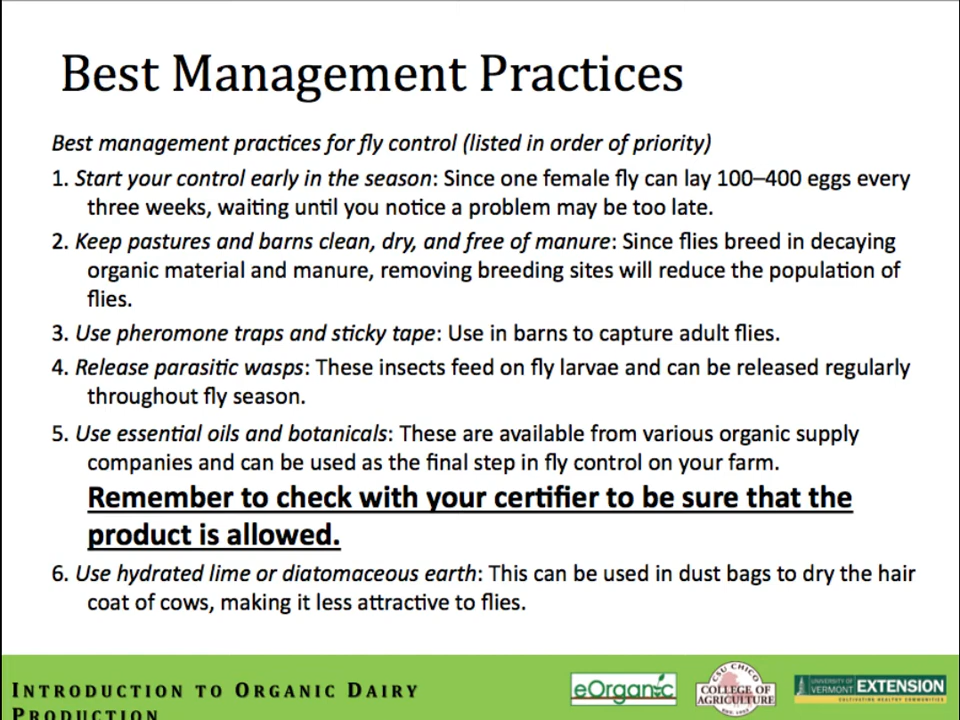 Best Management Practices
Best management practices for fly control (listed in order of priority)
1. Start your control early in the season: Since one female fly can lay 100–400 eggs every
three weeks, waiting until you notice a problem may be too late.
2. Keep pastures and barns clean, dry, and free of manure: Since flies breed in decaying
organic material and manure, removing breeding sites will reduce the population of
flies.
3. Use pheromone traps and sticky tape: Use in barns to capture adult flies.
4. Release parasitic wasps: These insects feed on fly larvae and can be released regularly
throughout fly season.
5. Use essential oils and botanicals: These are available from various organic supply
companies and can be used as the final step in fly control on your farm.
Remember to check with your certifier to be sure that the
product is allowed.
6. Use hydrated lime or diatomaceous earth: This can be used in dust bags to dry the hair
coat of cows, making it less attractive to flies.
INTRODUCTION TO ORGANIC DAIRY
PRODUCTION
eOrganic
CSU CHICO
COLLEGE OF
AGRICULTURE
UNIVERSITY OF
VERMONT EXTENSION
CULTIVATING HEALTHY COMMUNITIES